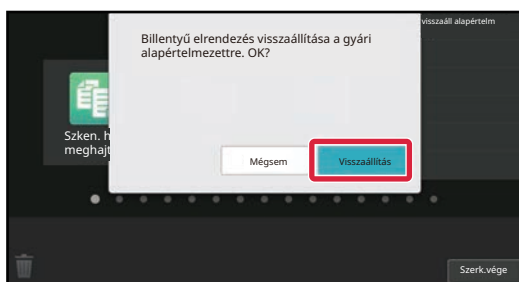 visszaáll alapértelm
Billentyű elrendezés visszaállítása a gyári
alapértelmezettre. OK?
Szken. h
meghajt
Mégsem
Visszaállítás
Szerk.vége